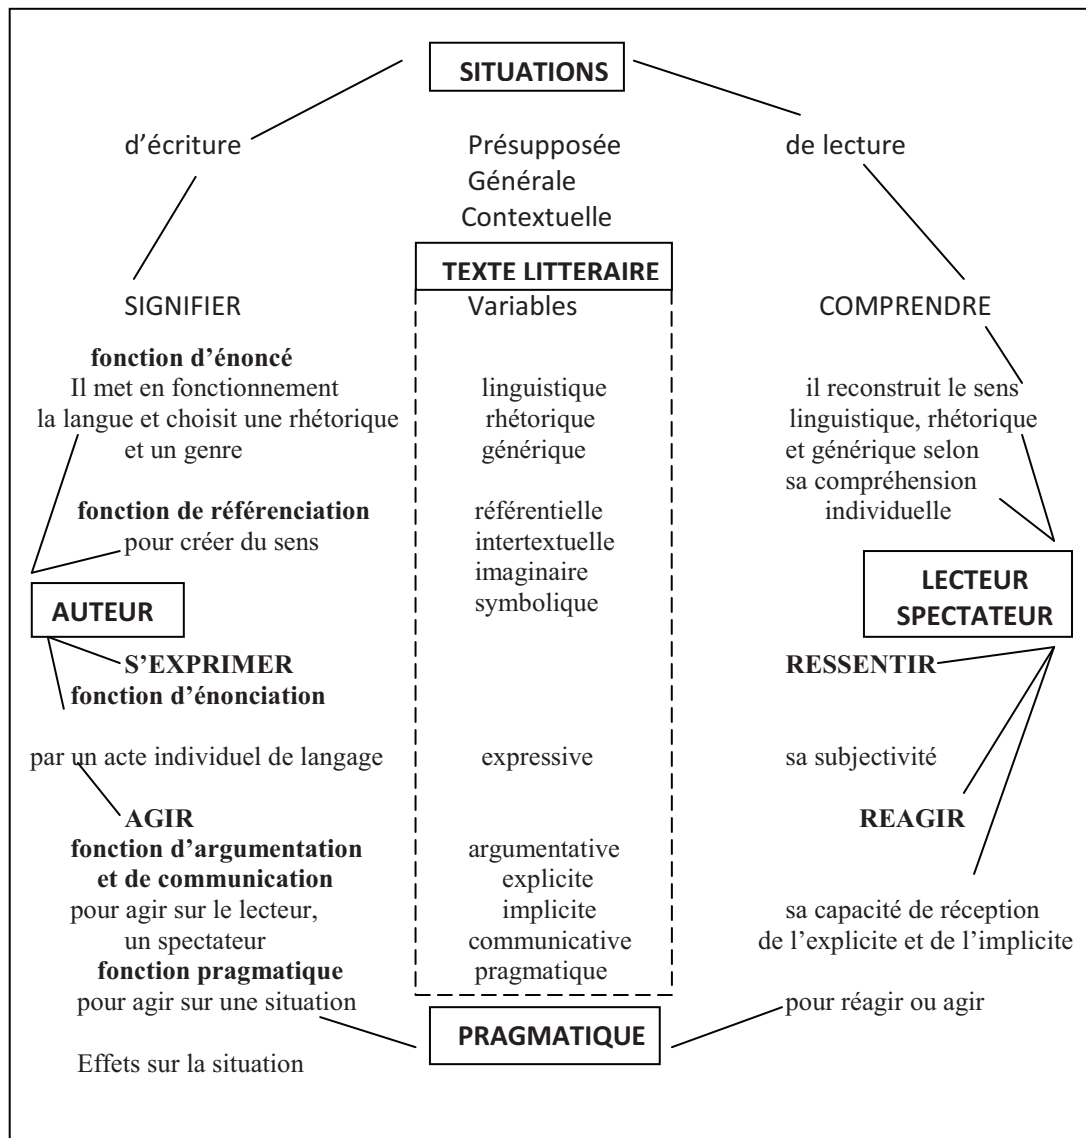 SITUATIONS
d'écriture Présupposée de lecture
Générale
Contextuelle
TEXTE LITTERAIRE
SIGNIFIER Variables COMPRENDRE
fonction d'énoncé
Il met en fonctionnement linguistique il reconstruit le sens
la langue et choisit une rhétorique rhétorique linguistique, rhétorique
et un genre générique et générique selon
sa compréhension
fonction de référenciation référentielle individuelle
pour créer du sens intertextuelle
imaginaire
symbolique
AUTEUR
LECTEUR
SPECTATEUR
S'EXPRIMER RESSENTIR
fonction d'énonciation
par un acte individuel de langage expressive sa subjectivité
AGIR REAGIR
fonction d'argumentation argumentative
et de communication explicite
pour agir sur le lecteur, implicite sa capacité de réception
un spectateur communicative de l'explicite et de l'implicite
fonction pragmatique pragmatique
pour agir sur une situation pour réagir ou agir
PRAGMATIQUE
Effets sur la situation